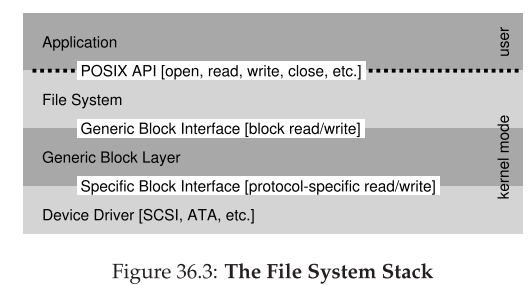 Application
user
POSIX API [open, read, write, close, etc.]
File System
Generic Block Interface [block read/write]
Generic Block Layer
kernel mode
Specific Block Interface [protocol-specific read/write]
Device Driver [SCSI, ATA, etc.]
Figure 36.3: The File System Stack